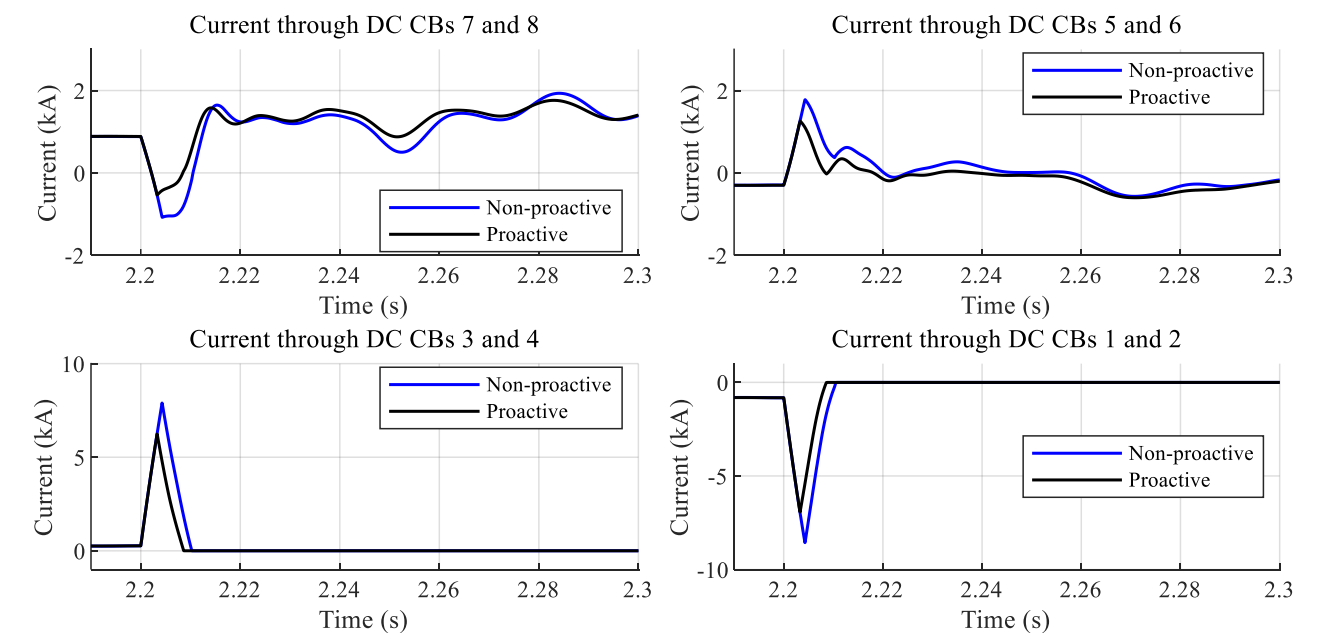 Current through DC CBs 7 and 8
Current (kA)
2
0
-2
Non-proactive
Proactive
2.2 2.22 2.24 2.26 2.28 2.3
Time (s)
Current through DC CBs 5 and 6
Current (kA)
2
0
-2
Non-proactive
Proactive
2.2 2.22 2.24 2.26 2.28 2.3
Time (s)
Current through DC CBs 3 and 4
Current (kA)
10
5
0
Non-proactive
Proactive
2.2 2.22 2.24 2.26 2.28 2.3
Time (s)
Current through DC CBs 1 and 2
Current (kA)
0
-5
-10
Non-proactive
Proactive
2.2 2.22 2.24 2.26 2.28 2.3
Time (s)